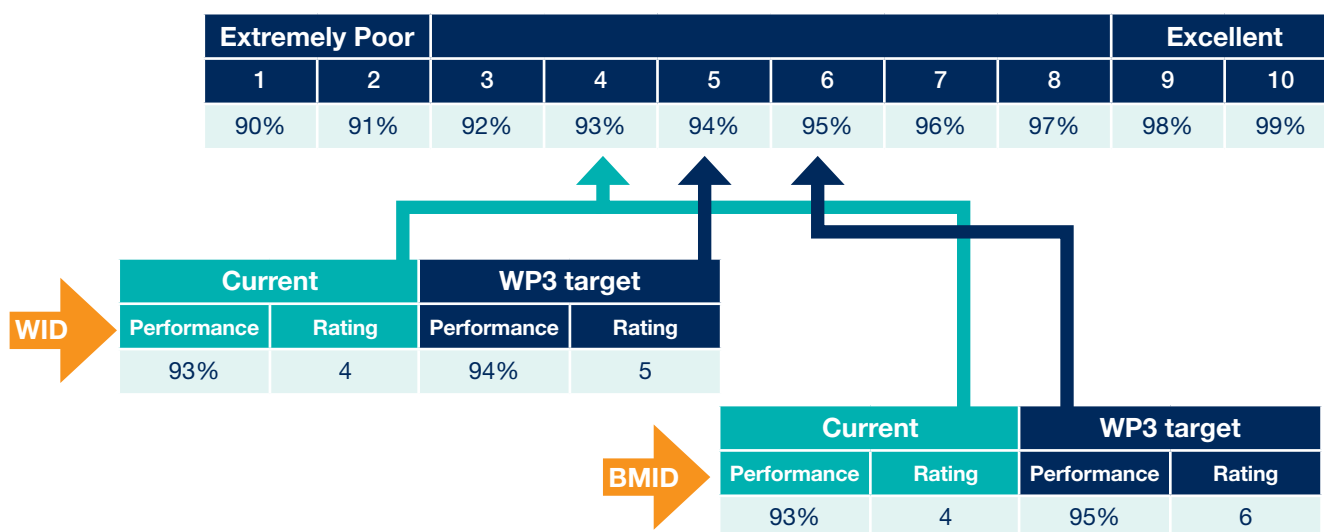 Extremely Poor Excellent
1 2 3 4 5 6 7 8 9 10
90% 91% 92% 93% 94% 95% 96% 97% 98% 99%
Current WP3 target
WID Performance Rating Performance Rating
93% 4 94% 5
Current WP3 target
BMID Performance Rating Performance Rating
93% 4 95% 6